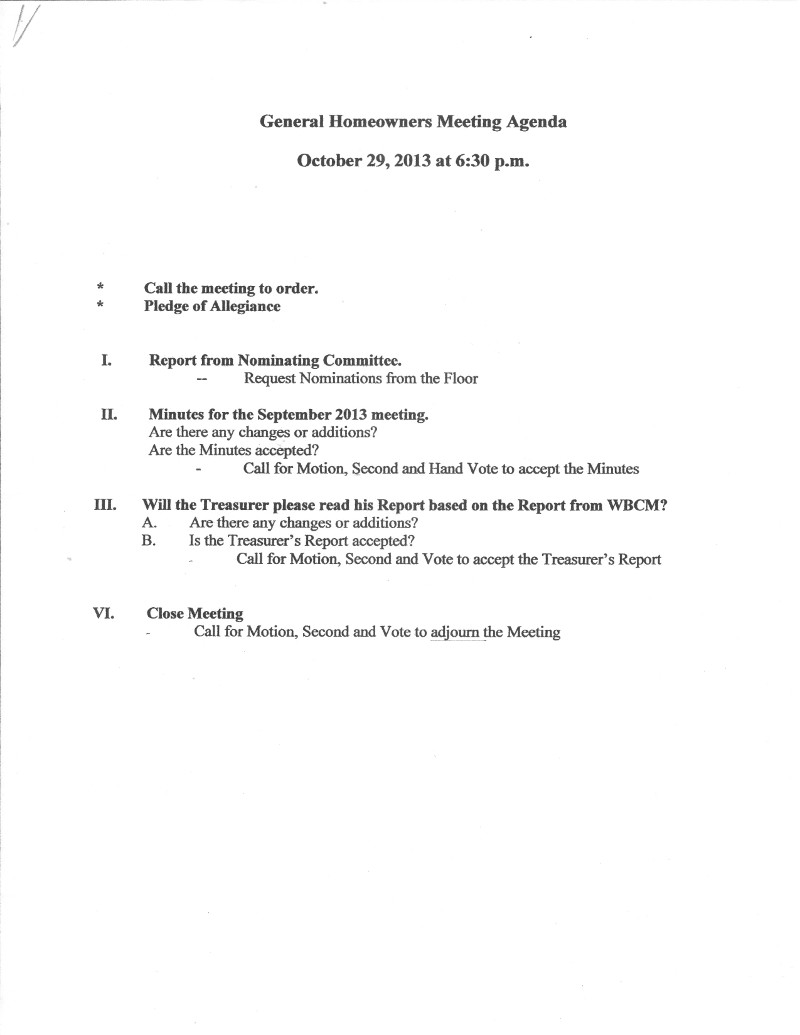 General Homeowners Meeting Agenda
October 29, 2013 at 6:30 p.m.
* Call the meeting to order.
* Pledge of Allegiance
I. Report from Nominating Committee.
-- Request Nominations from the Floor
II. Minutes for the September 2013 meeting.
Are there any changes or additions?
Are the Minutes accepted?
- Call for Motion, Second and Hand Vote to accept the Minutes
III. Will the Treasurer please read his Report based on the Report from WBCM?
A. Are there any changes or additions?
B. Is the Treasurer's Report accepted?
- Call for Motion, Second and Vote to accept the Treasurer's Report
VI. Close Meeting
- Call for Motion, Second and Vote to adjourn the Meeting